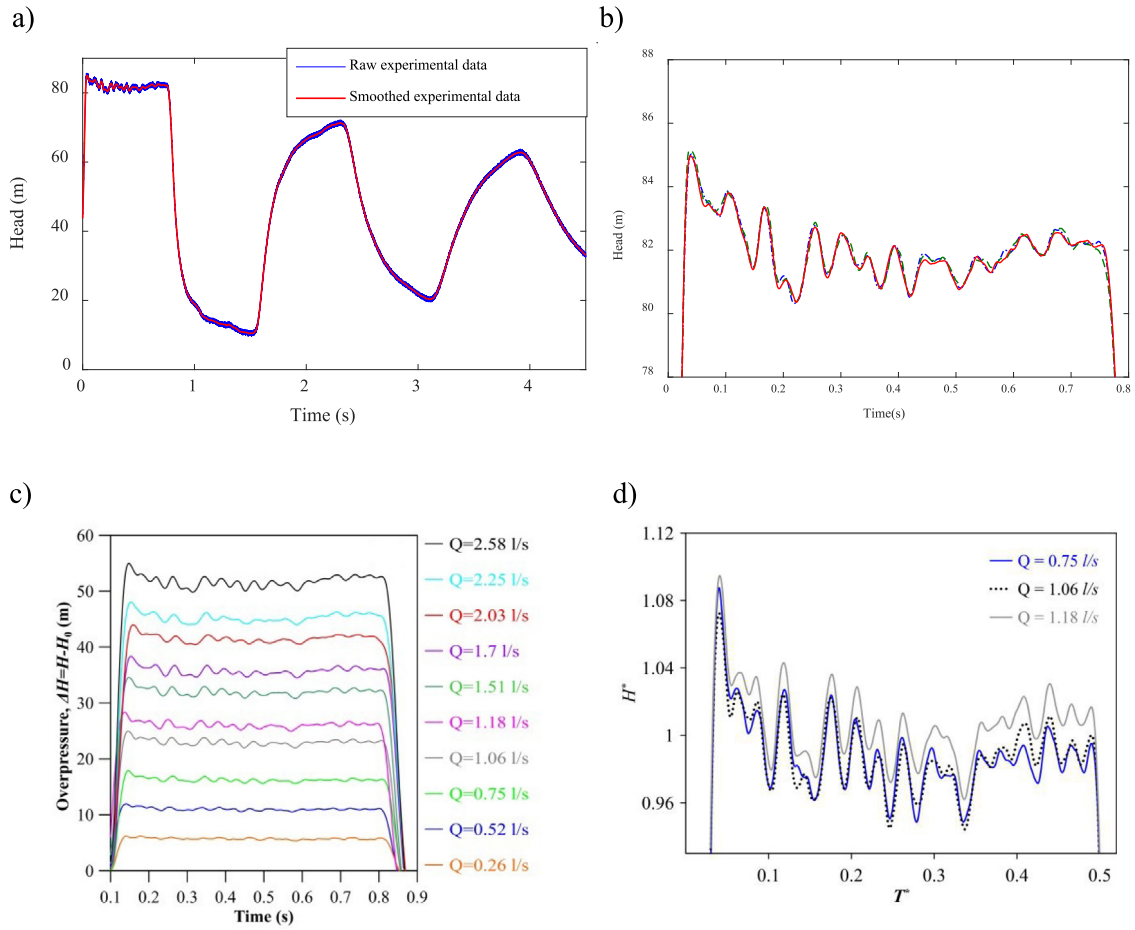 a)
80
60
40
20
0
Head (m)
0
1
2
3
4
Time (s)
Raw experimental data
Smoothed experimental data
b)
88
86
84
82
80
78
Head (m)
0
0.1
0.2
0.3
0.4
0.5
0.6
0.7
0.8
Time(s)
c)
60
50
40
30
20
10
0
Overpressure, ΔH=H-H₀ (m)
0.1
0.2
0.3
0.4
0.5
0.6
0.7
0.8
0.9
Time (s)
Q=2.58 l/s
Q=2.25 l/s
Q=2.03 l/s
Q=1.7 l/s
Q=1.51 l/s
Q=1.18 l/s
Q=1.06 l/s
Q=0.75 l/s
Q=0.52 l/s
Q=0.26 l/s
d)
1.12
1.08
1.04
1
0.96
H*
0.1
0.2
0.3
0.4
0.5
T*
Q = 0.75 l/s
Q = 1.06 l/s
Q = 1.18 l/s